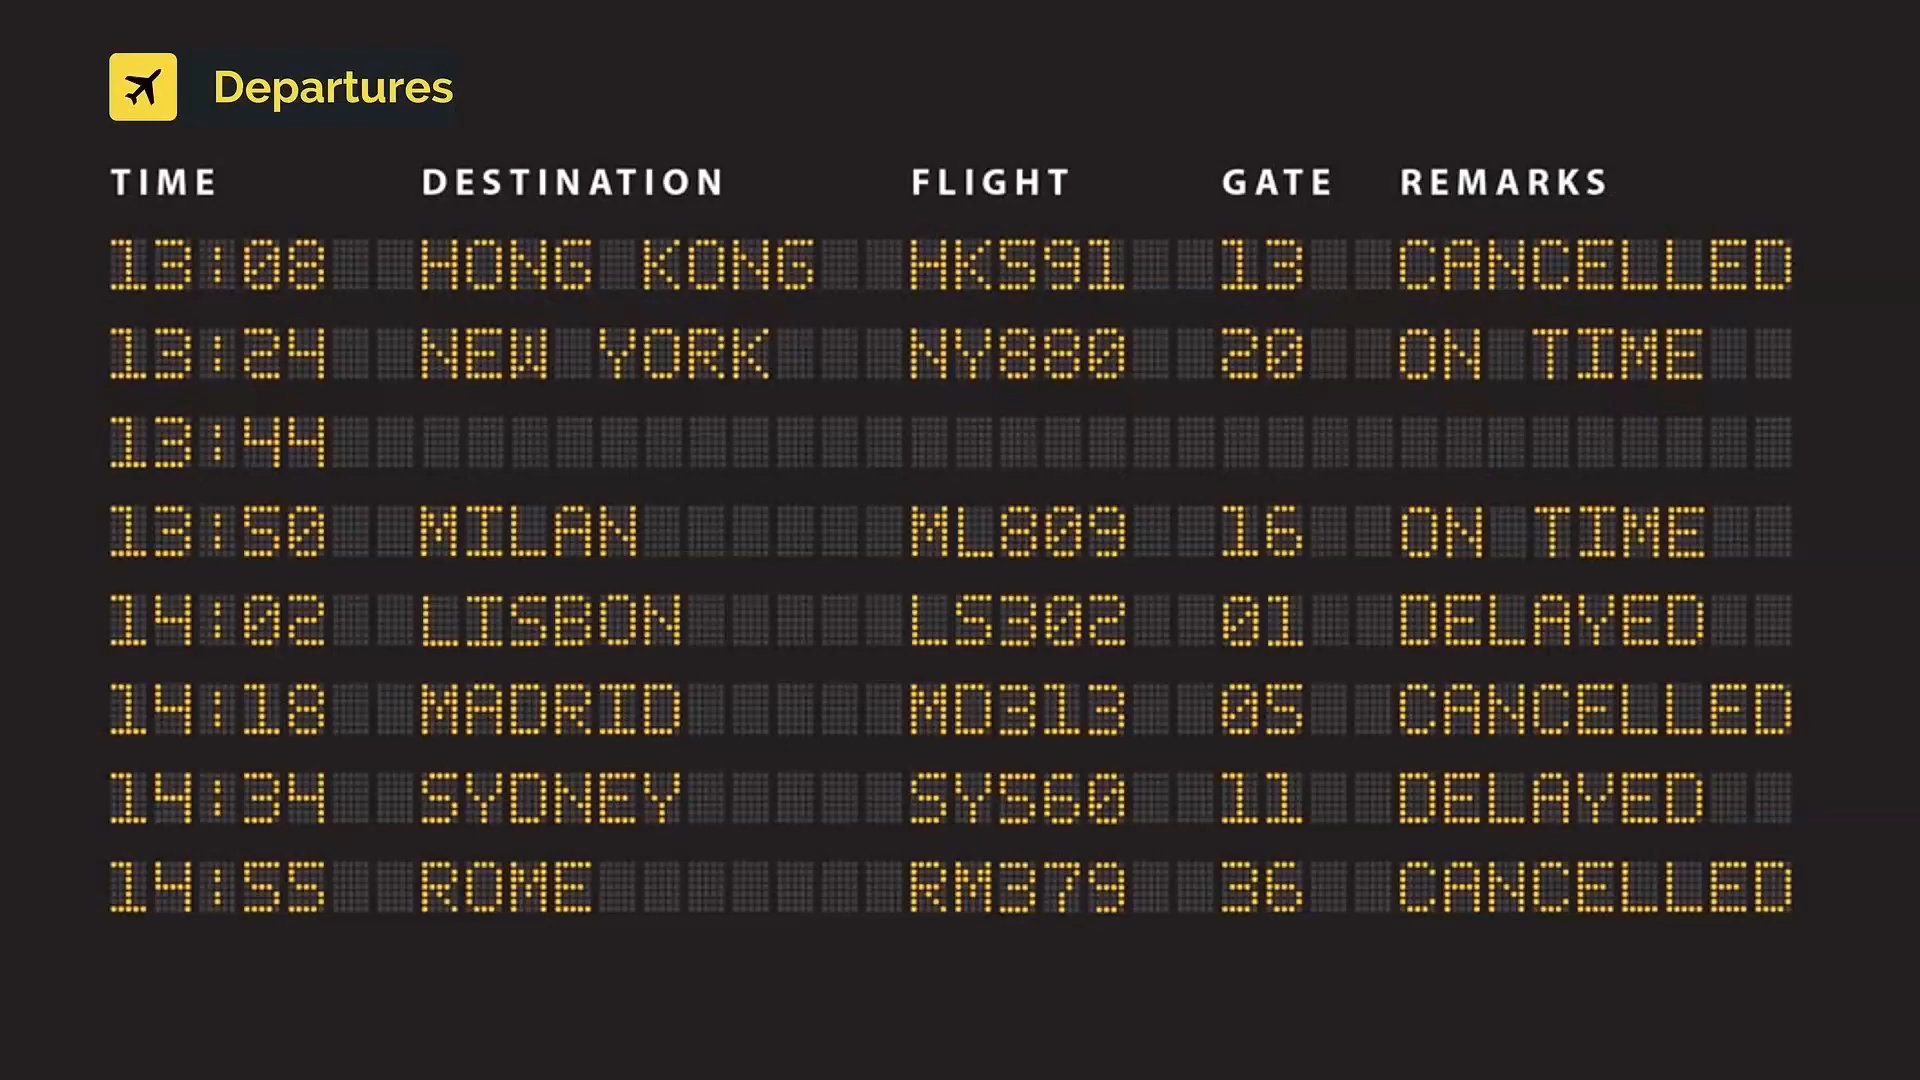 Departures
TIME DESTINATION FLIGHT GATE REMARKS
13:08 HONG KONG HK591 13 CANCELLED
13:24 NEW YORK NY880 20 ON TIME
13:44
13:50 MILAN ML809 16 ON TIME
14:02 LISBON LS302 01 DELAYED
14:18 MADRID MD313 05 CANCELLED
14:34 SYDNEY SY560 11 DELAYED
14:55 ROME RM379 36 CANCELLED